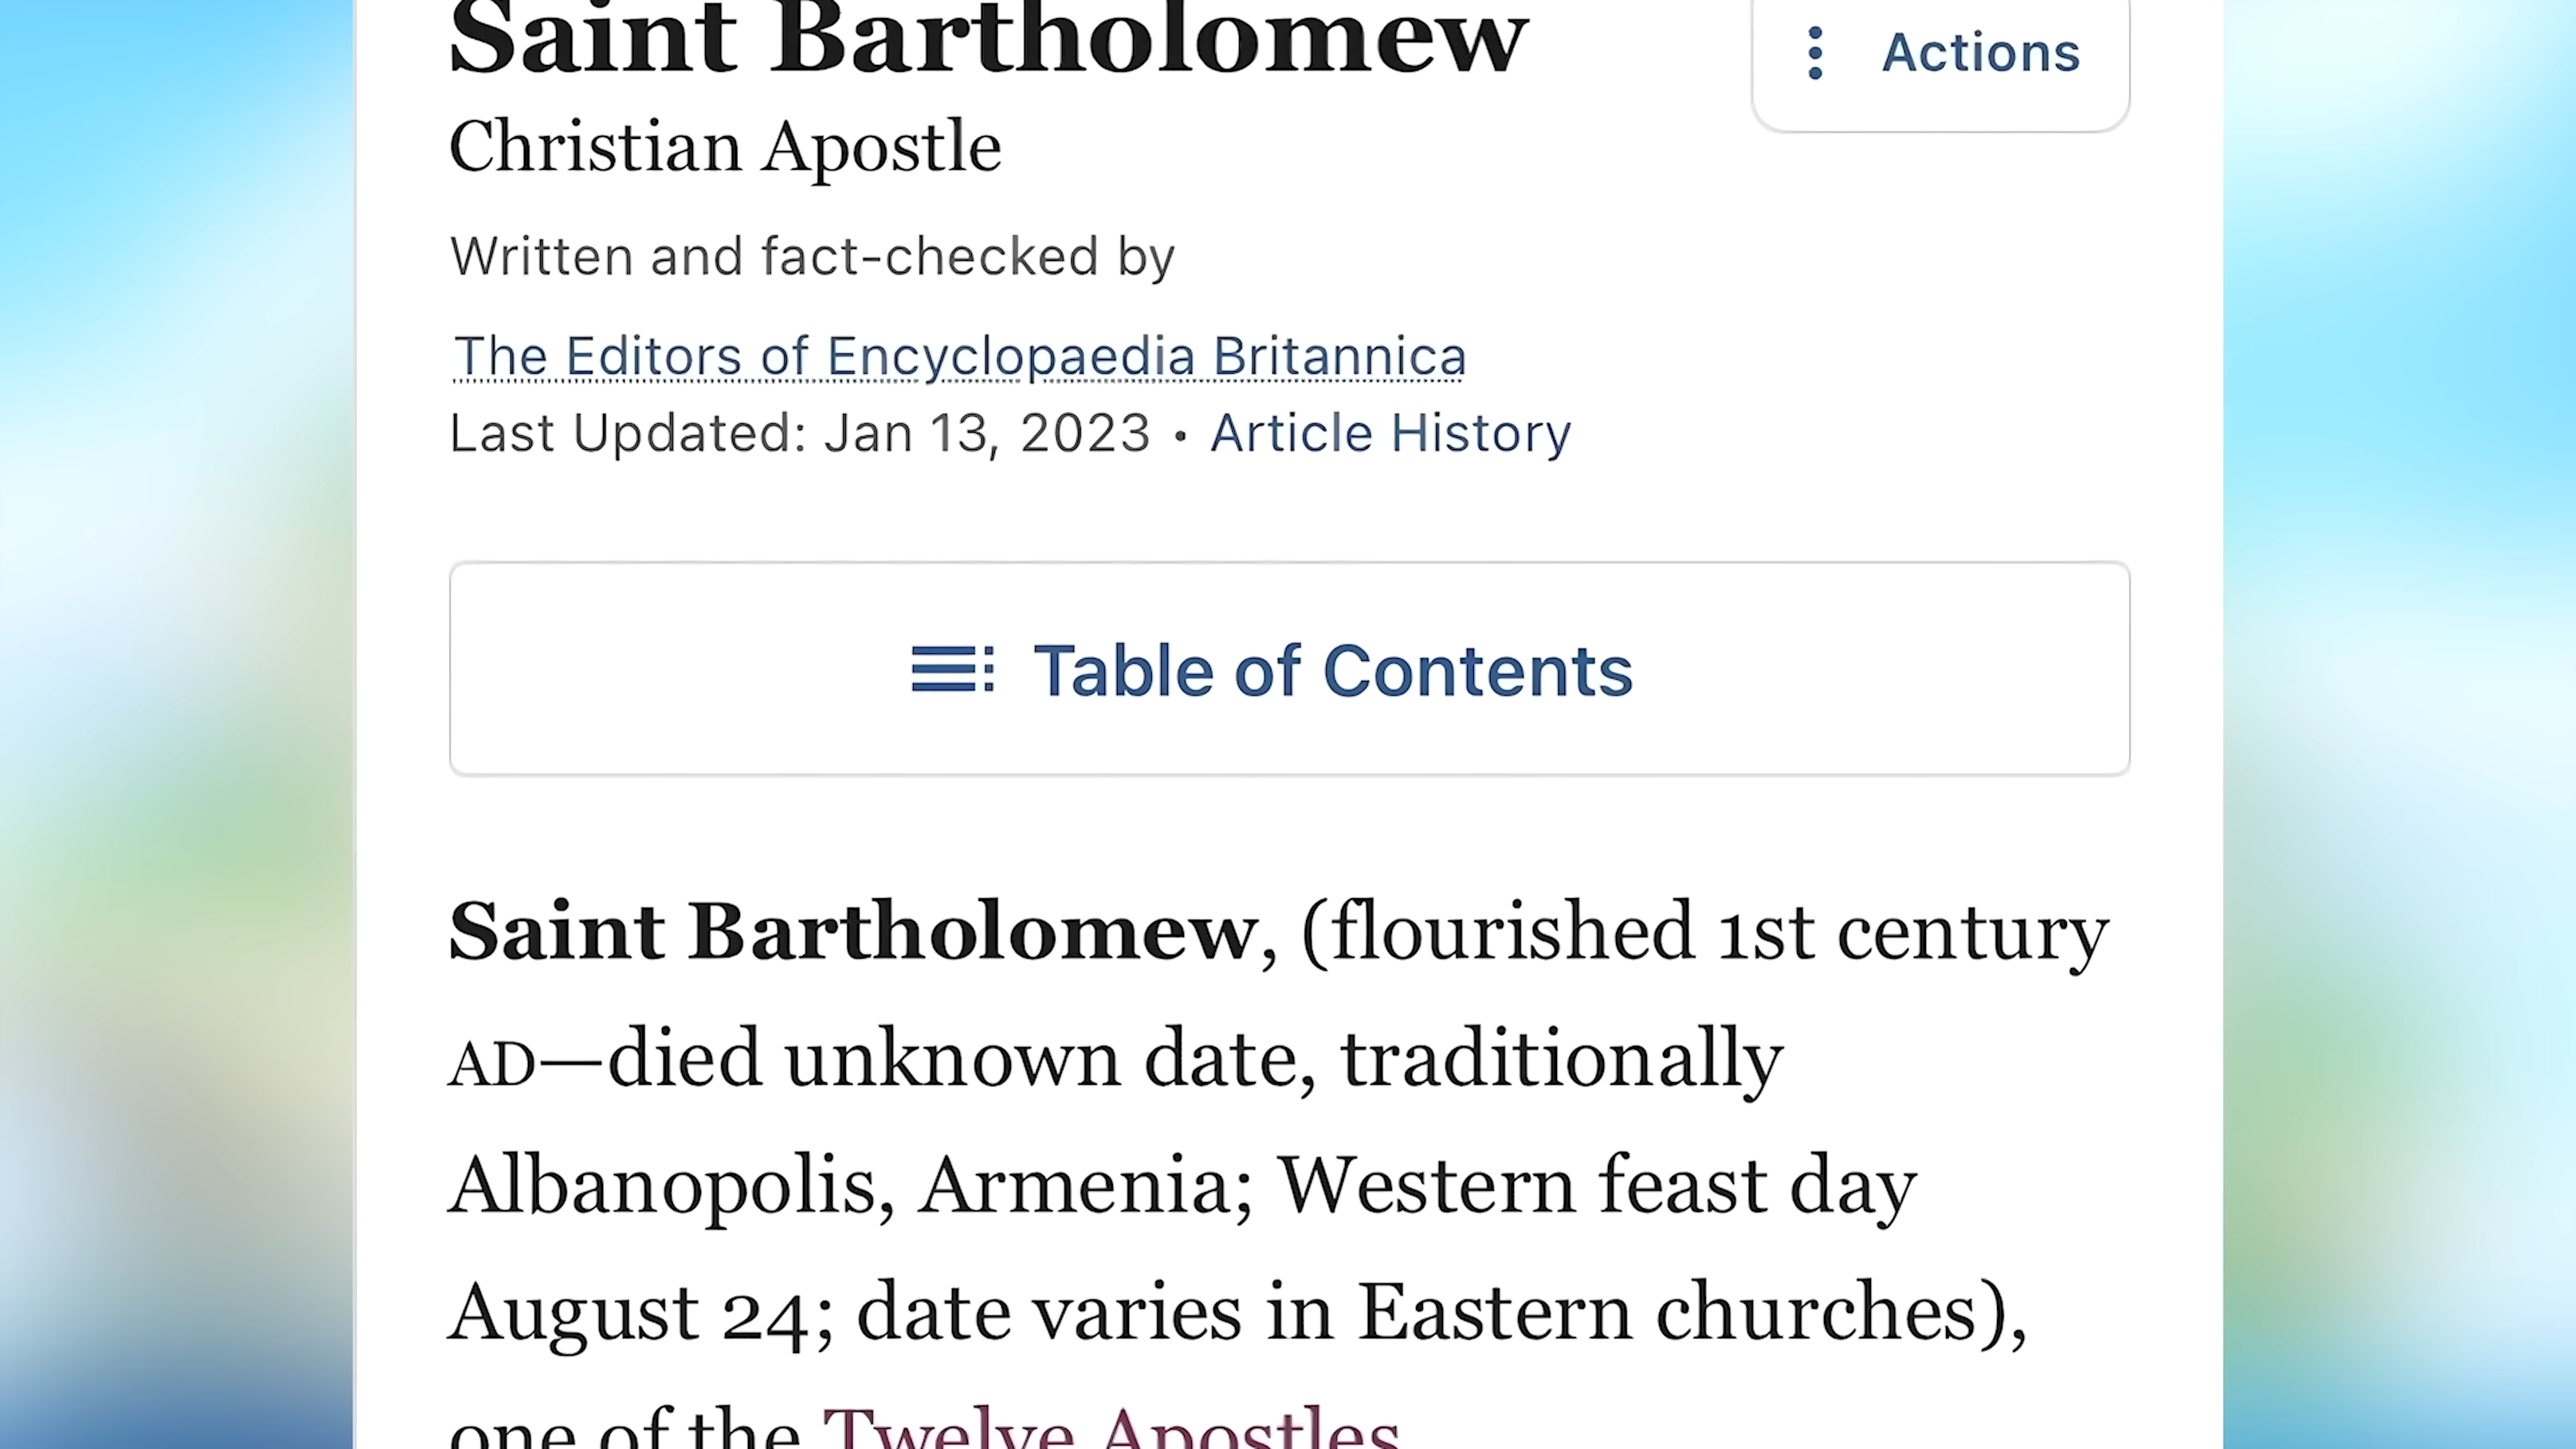 Saint Bartholomew
Actions
Christian Apostle
Written and fact-checked by
The Editors of Encyclopaedia Britannica
Last Updated: Jan 13, 2023 • Article History
Table of Contents
Saint Bartholomew, (flourished 1st century
AD—died unknown date, traditionally
Albanopolis, Armenia; Western feast day
August 24; date varies in Eastern churches),
one of the Twelve Apostles